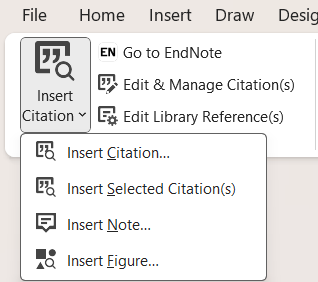 File Home Insert Draw
EN Go to EndNote
Insert Citation
Edit & Manage Citation(s)
Edit Library Reference(s)
Insert Citation...
Insert Selected Citation(s)
Insert Note...
Insert Figure...